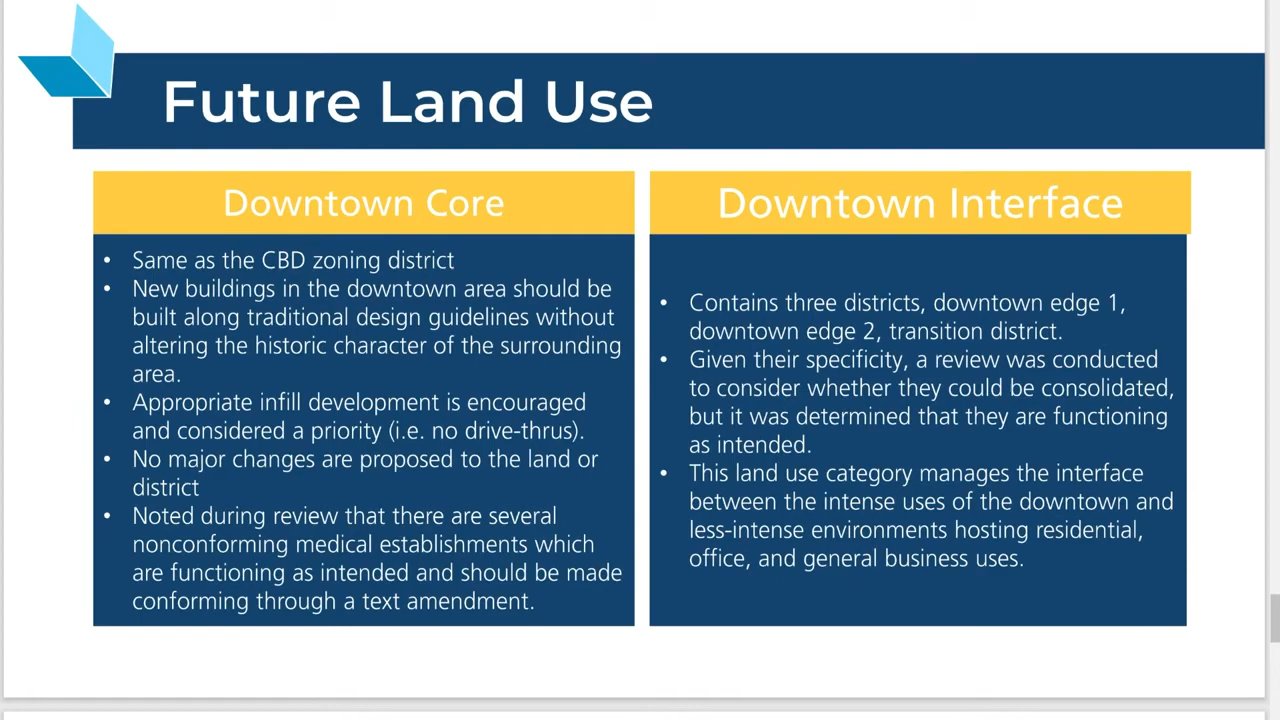 Future Land Use
Downtown Core
• Same as the CBD zoning district
• New buildings in the downtown area should be
built along traditional design guidelines without
altering the historic character of the surrounding
area.
• Appropriate infill development is encouraged
and considered a priority (i.e. no drive-thrus).
• No major changes are proposed to the land or
district
• Noted during review that there are several
nonconforming medical establishments which
are functioning as intended and should be made
conforming through a text amendment.
Downtown Interface
• Contains three districts, downtown edge 1,
downtown edge 2, transition district.
• Given their specificity, a review was conducted
to consider whether they could be consolidated,
but it was determined that they are functioning
as intended.
• This land use category manages the interface
between the intense uses of the downtown and
less-intense environments hosting residential,
office, and general business uses.